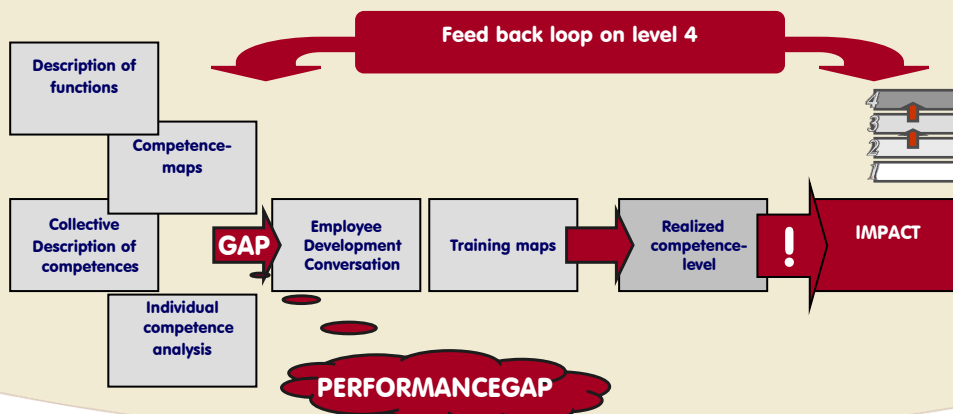 Feed back loop on level 4
Description of
functions
Competence-
maps
Collective
Description of
competences
Individual
competence
analysis
GAP
Employee
Development
Conversation
Training maps
Realized
competence-
level
!
IMPACT
4
3
2
1
PERFORMANCEGAP